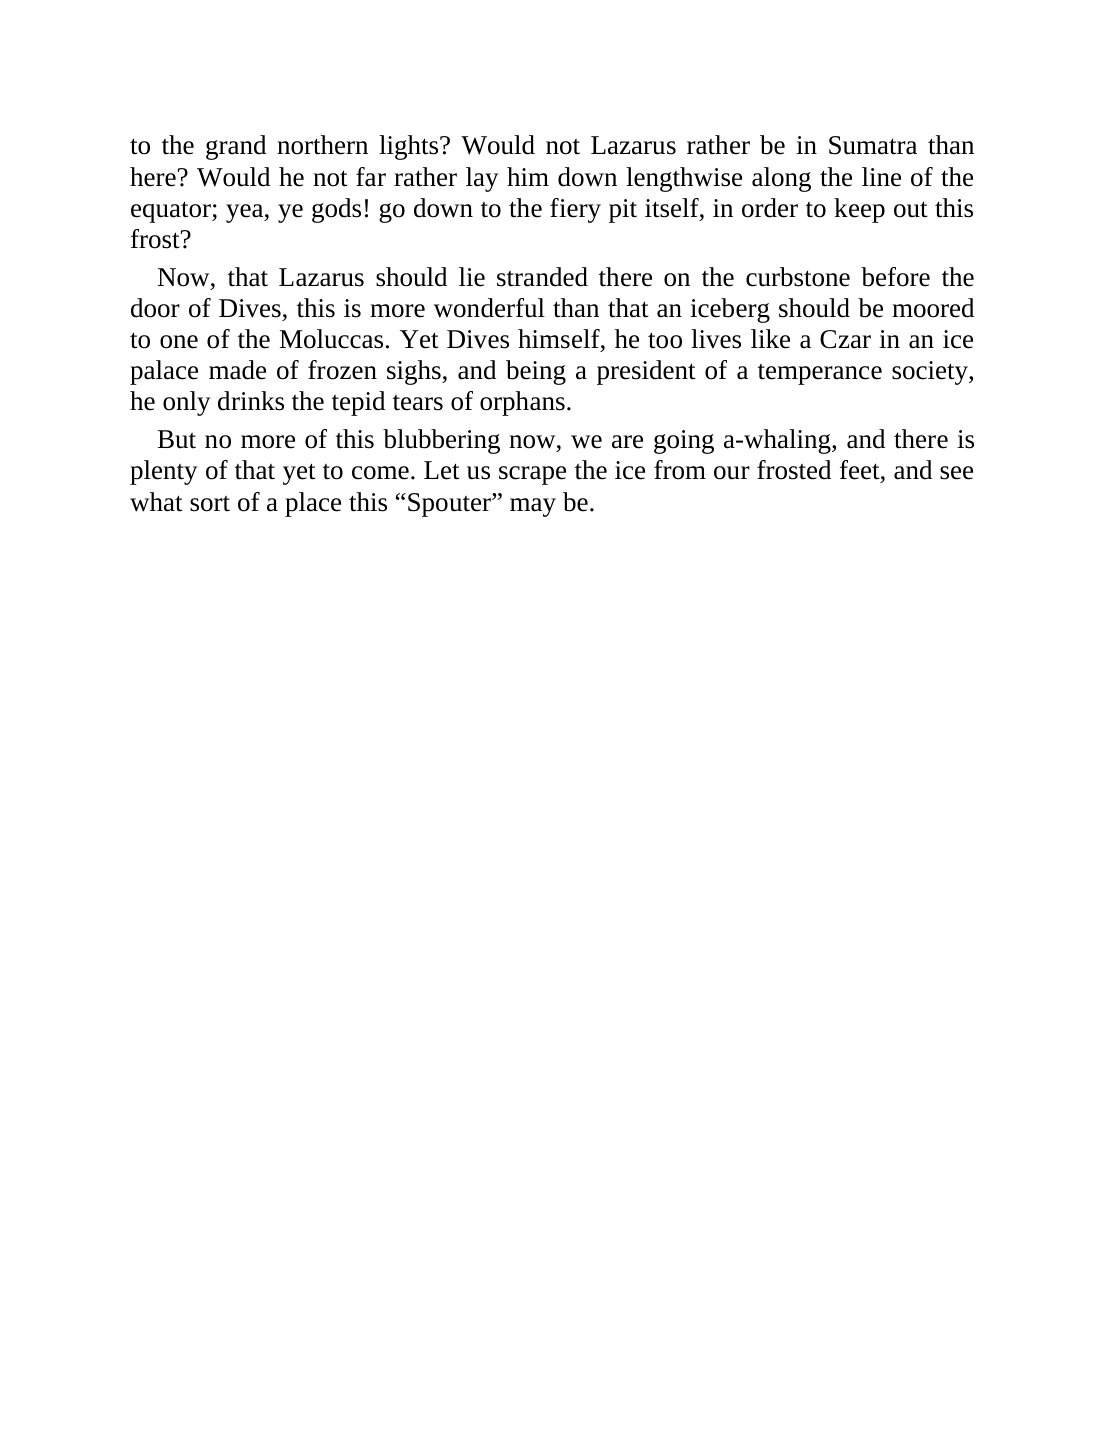 to the grand northern lights? Would not Lazarus rather be in Sumatra than
here? Would he not far rather lay him down lengthwise along the line of the
equator; yea, ye gods! go down to the fiery pit itself, in order to keep out this
frost?
Now, that Lazarus should lie stranded there on the curbstone before the
door of Dives, this is more wonderful than that an iceberg should be moored
to one of the Moluccas. Yet Dives himself, he too lives like a Czar in an ice
palace made of frozen sighs, and being a president of a temperance society,
he only drinks the tepid tears of orphans.
But no more of this blubbering now, we are going a-whaling, and there is
plenty of that yet to come. Let us scrape the ice from our frosted feet, and see
what sort of a place this “Spouter” may be.